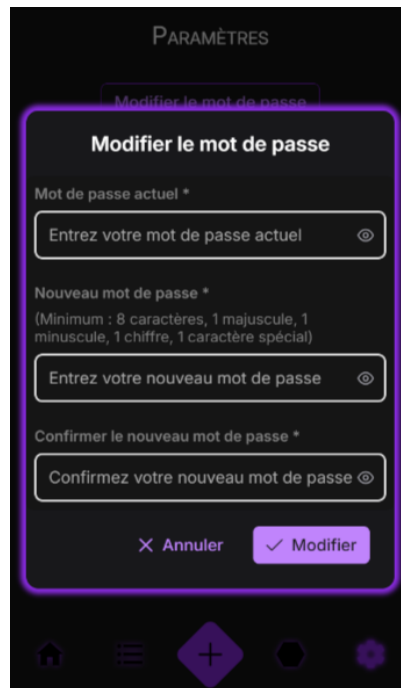 Paramètres
Modifier le mot de passe
Modifier le mot de passe
Mot de passe actuel *
Entrez votre mot de passe actuel
Nouveau mot de passe *
(Minimum : 8 caractères, 1 majuscule, 1
minuscule, 1 chiffre, 1 caractère spécial)
Entrez votre nouveau mot de passe
Confirmer le nouveau mot de passe *
Confirmez votre nouveau mot de passe
Annuler
Modifier